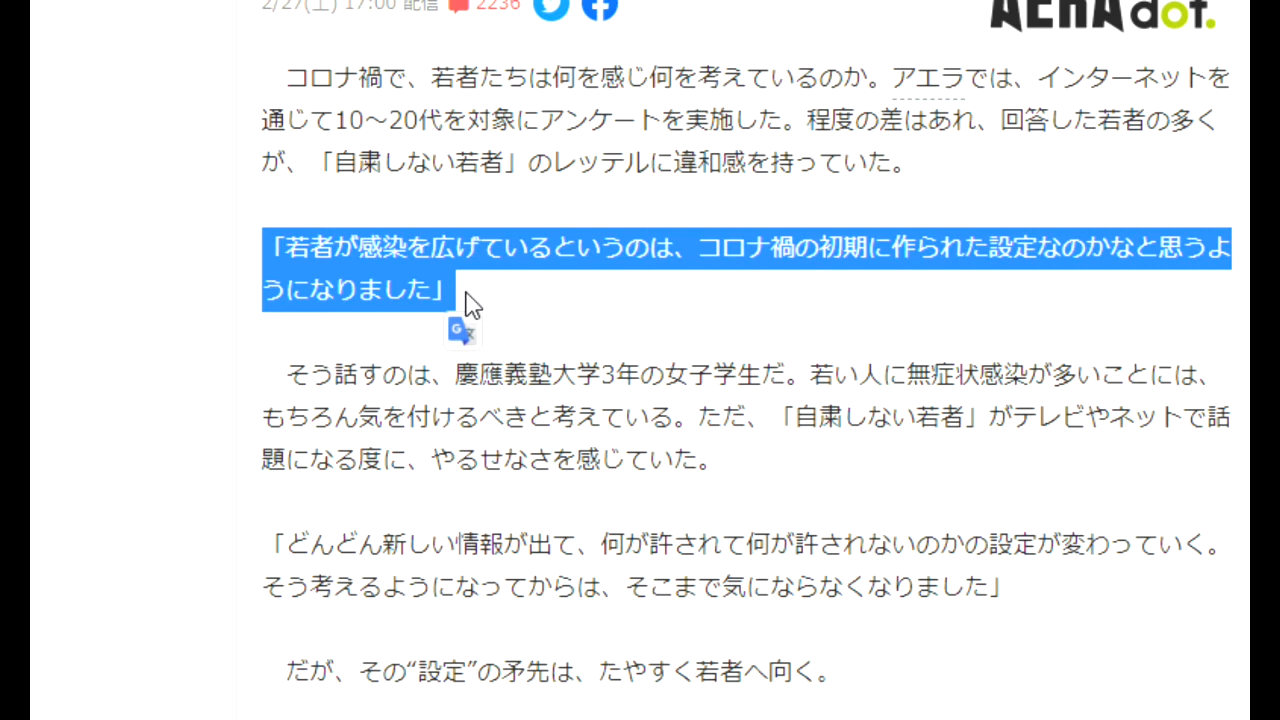 2/27(土) 17:00 配信 2236
AERA dot.
コロナ禍で、若者たちは何を感じ何を考えているのか。アエラでは、インターネットを
通じて10〜20代を対象にアンケートを実施した。程度の差はあれ、回答した若者の多く
が、「自粛しない若者」のレッテルに違和感を持っていた。
「若者が感染を広げているというのは、コロナ禍の初期に作られた設定なのかなと思うよ
うになりました」
そう話すのは、慶應義塾大学3年の女子学生だ。若い人に無症状感染が多いことには、
もちろん気を付けるべきと考えている。ただ、「自粛しない若者」がテレビやネットで話
題になる度に、やるせなさを感じていた。
「どんどん新しい情報が出て、何が許されて何が許されないのかの設定が変わっていく。
そう考えるようになってからは、そこまで気にならなくなりました」
だが、その“設定”の矛先は、たやすく若者へ向く。